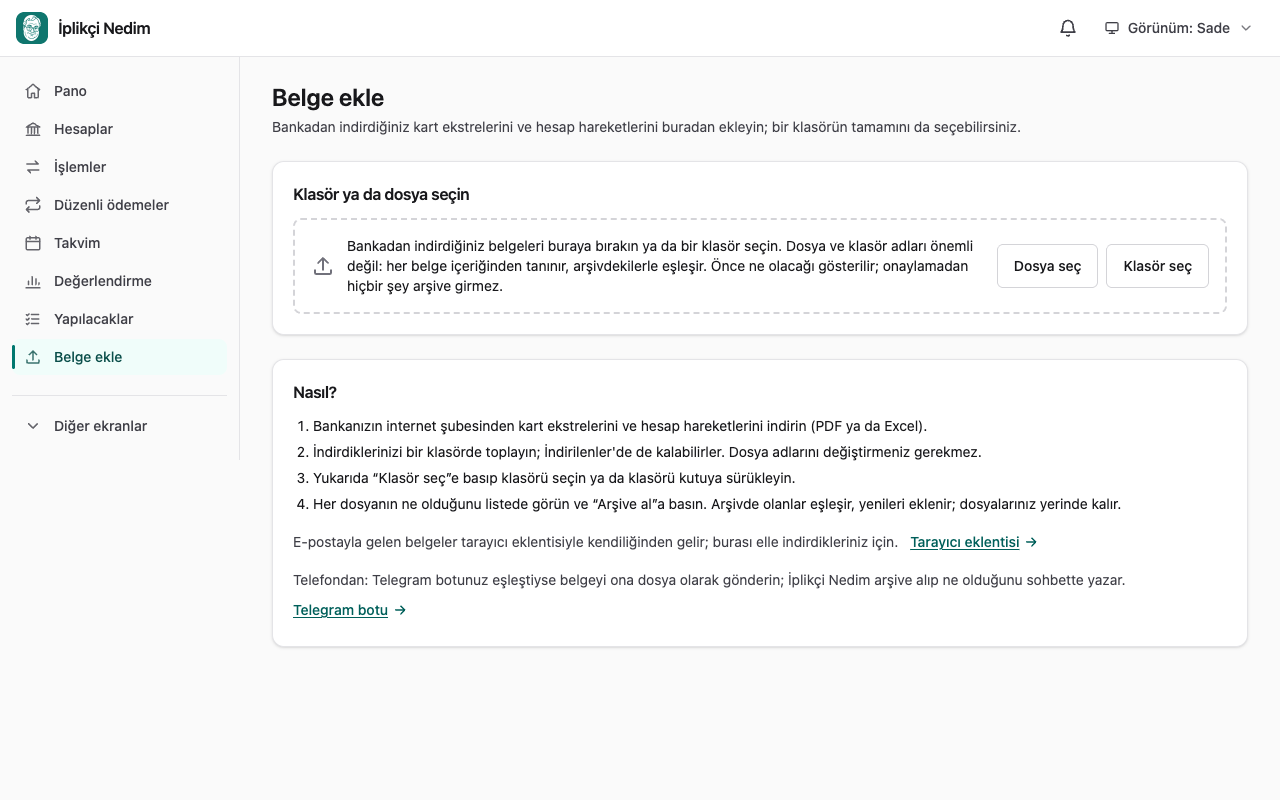 İplikçi Nedim
Görünüm: Sade
Pano
Hesaplar
İşlemler
Düzenli ödemeler
Takvim
Değerlendirme
Yapılacaklar
Belge ekle
Diğer ekranlar
Belge ekle
Bankadan indirdiğiniz kart ekstrelerini ve hesap hareketlerini buradan ekleyin; bir klasörün tamamını da seçebilirsiniz.
Klasör ya da dosya seçin
Bankadan indirdiğiniz belgeleri buraya bırakın ya da bir klasör seçin. Dosya ve klasör adları önemli
değil: her belge içeriğinden tanınır, arşivdekilerle eşleşir. Önce ne olacağı gösterilir; onaylamadan
hiçbir şey arşive girmez.
Dosya seç
Klasör seç
Nasıl?
1. Bankanızın internet şubesinden kart ekstrelerini ve hesap hareketlerini indirin (PDF ya da Excel).
2. İndirdiklerinizi bir klasörde toplayın; İndirilenler'de de kalabilirler. Dosya adlarını değiştirmeniz gerekmez.
3. Yukarıda “Klasör seç”e basıp klasörü seçin ya da klasörü kutuya sürükleyin.
4. Her dosyanın ne olduğunu listede görün ve “Arşive al”a basın. Arşivde olanlar eşleşir, yenileri eklenir; dosyalarınız yerinde kalır.
E-postayla gelen belgeler tarayıcı eklentisiyle kendiliğinden gelir; burası elle indirdikleriniz için. Tarayıcı eklentisi →
Telefondan: Telegram botunuz eşleştiyse belgeyi ona dosya olarak gönderin; İplikçi Nedim arşive alıp ne olduğunu sohbette yazar.
Telegram botu →